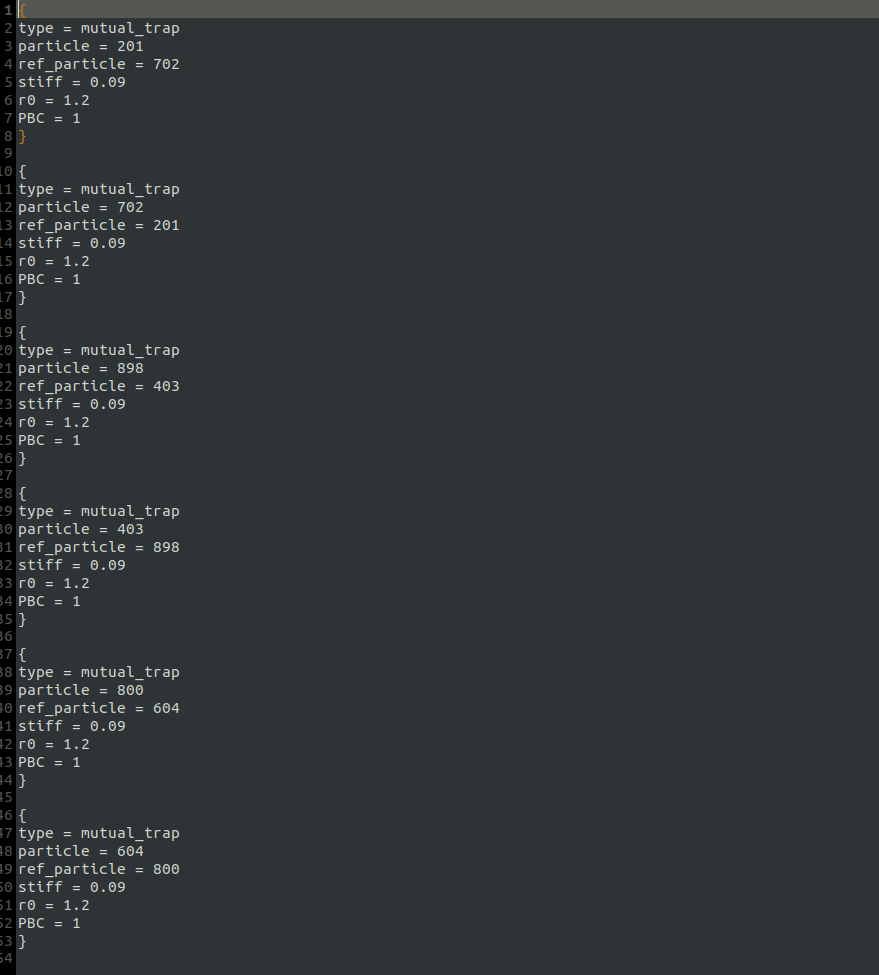 1 {
2 type = mutual_trap
3 particle = 201
4 ref_particle = 702
5 stiff = 0.09
6 r0 = 1.2
7 PBC = 1
8 }
9
10 {
11 type = mutual_trap
12 particle = 702
13 ref_particle = 201
14 stiff = 0.09
15 r0 = 1.2
16 PBC = 1
17 }
18
19 {
20 type = mutual_trap
21 particle = 898
22 ref_particle = 403
23 stiff = 0.09
24 r0 = 1.2
25 PBC = 1
26 }
27
28 {
29 type = mutual_trap
30 particle = 403
31 ref_particle = 898
32 stiff = 0.09
33 r0 = 1.2
34 PBC = 1
35 }
36
37 {
38 type = mutual_trap
39 particle = 800
40 ref_particle = 604
41 stiff = 0.09
42 r0 = 1.2
43 PBC = 1
44 }
45
46 {
47 type = mutual_trap
48 particle = 604
49 ref_particle = 800
50 stiff = 0.09
51 r0 = 1.2
52 PBC = 1
53 }
54